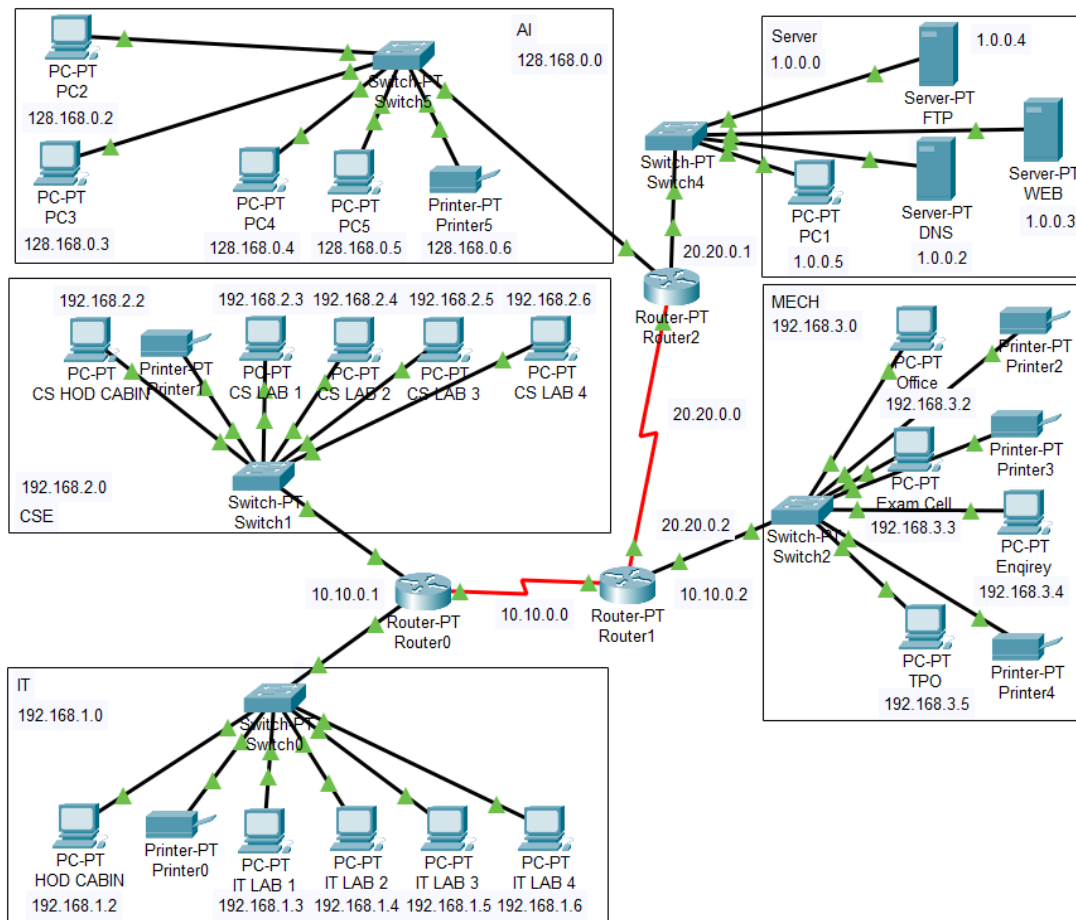 AI
128.168.0.0
PC-PT
PC2
128.168.0.2
Switch-PT
Switch5
PC-PT
PC3
128.168.0.3
PC-PT
PC4
128.168.0.4
PC-PT
PC5
128.168.0.5
Printer-PT
Printer5
128.168.0.6
Server
1.0.0.0
1.0.0.4
Server-PT
FTP
Switch-PT
Switch4
Server-PT
WEB
1.0.0.3
PC-PT
PC1
1.0.0.5
Server-PT
DNS
1.0.0.2
20.20.0.1
Router-PT
Router2
192.168.2.2
192.168.2.3
192.168.2.4
192.168.2.5
192.168.2.6
PC-PT
CS HOD CABIN
Printer-PT
Printer1
PC-PT
CS LAB 1
PC-PT
CS LAB 2
PC-PT
CS LAB 3
PC-PT
CS LAB 4
192.168.2.0
CSE
Switch-PT
Switch1
20.20.0.0
MECH
192.168.3.0
PC-PT
Office
192.168.3.2
Printer-PT
Printer2
Printer-PT
Printer3
PC-PT
Exam Cell
192.168.3.3
Switch-PT
Switch2
PC-PT
Enqirey
192.168.3.4
PC-PT
TPO
192.168.3.5
Printer-PT
Printer4
20.20.0.2
10.10.0.1
Router-PT
Router0
10.10.0.0
Router-PT
Router1
10.10.0.2
IT
192.168.1.0
Switch-PT
Switch0
PC-PT
HOD CABIN
192.168.1.2
Printer-PT
Printer0
PC-PT
IT LAB 1
192.168.1.3
PC-PT
IT LAB 2
192.168.1.4
PC-PT
IT LAB 3
192.168.1.5
PC-PT
IT LAB 4
192.168.1.6